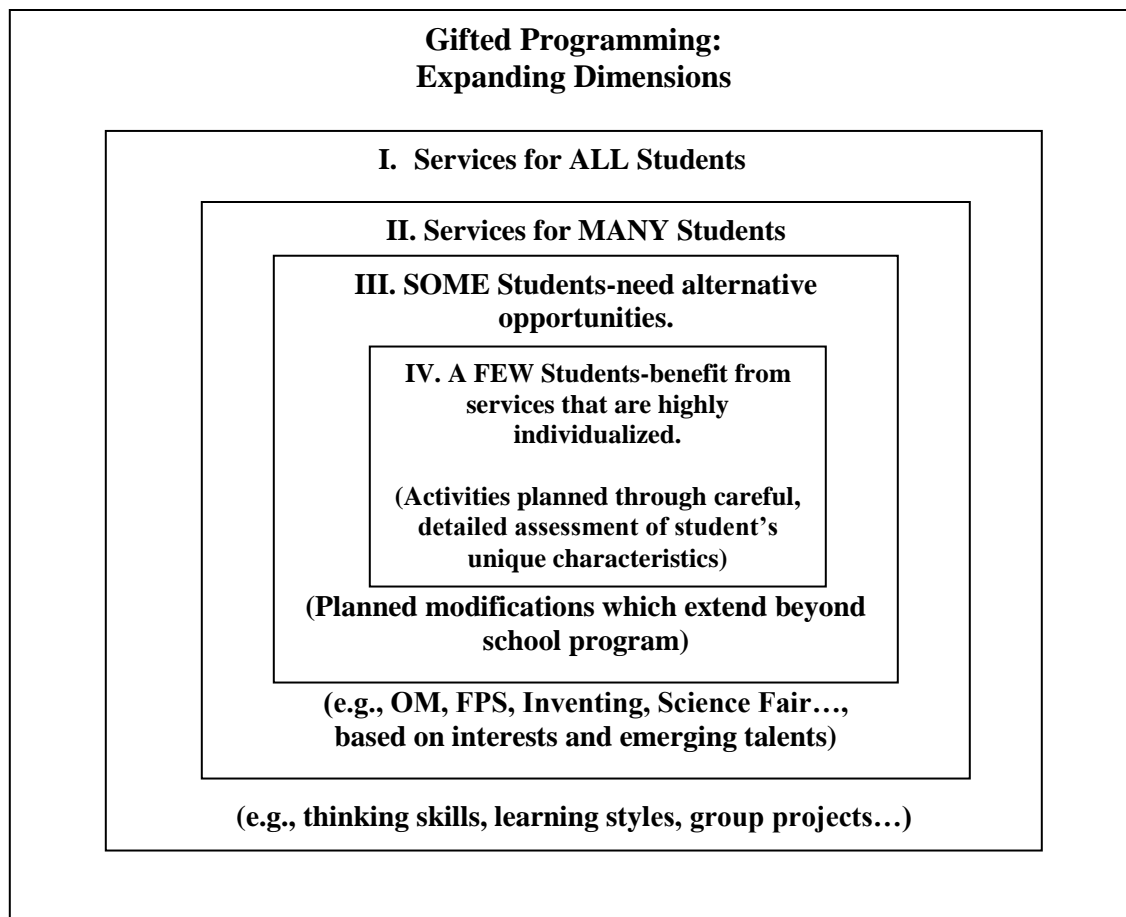 Gifted Programming:
Expanding Dimensions
I. Services for ALL Students
II. Services for MANY Students
III. SOME Students-need alternative
opportunities.
IV. A FEW Students-benefit from
services that are highly
individualized.
(Activities planned through careful,
detailed assessment of student’s
unique characteristics)
(Planned modifications which extend beyond
school program)
(e.g., OM, FPS, Inventing, Science Fair…,
based on interests and emerging talents)
(e.g., thinking skills, learning styles, group projects…)